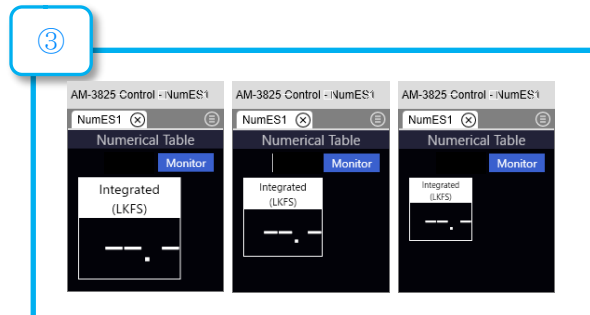 ③
AM-3825 Control - NumES1
NumES1
Numerical Table
Monitor
Integrated
(LKFS)
--.-
AM-3825 Control - NumES1
NumES1
Numerical Table
Monitor
Integrated
(LKFS)
--.-
AM-3825 Control - NumES1
NumES1
Numerical Table
Monitor
Integrated
(LKFS)
--.-